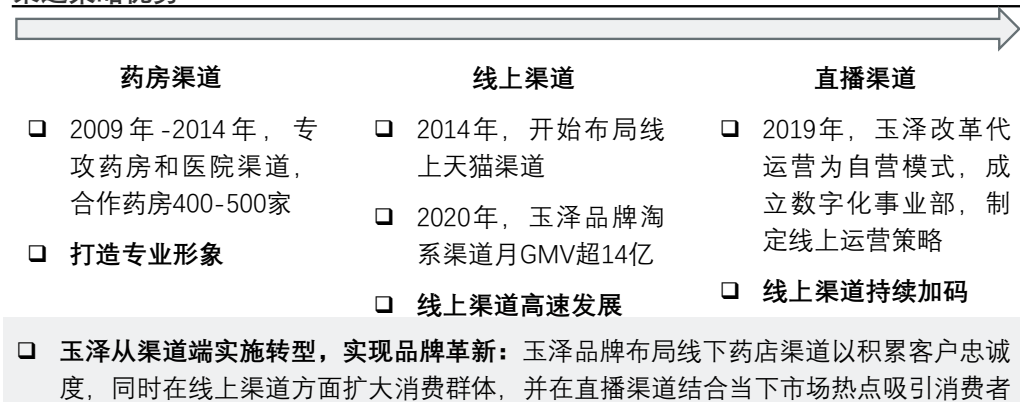 药房渠道
2009年-2014年，专
攻药房和医院渠道，
合作药房400-500家
打造专业形象
线上渠道
2014年，开始布局线
上天猫渠道
2020年，玉泽品牌淘
系渠道月GMV超14亿
线上渠道高速发展
直播渠道
2019年，玉泽改革代
运营为自营模式，成
立数字化事业部，制
定线上运营策略
线上渠道持续加码
玉泽从渠道端实施转型，实现品牌革新：玉泽品牌布局线下药店渠道以积累客户忠诚
度，同时在线上渠道方面扩大消费群体，并在直播渠道结合当下市场热点吸引消费者